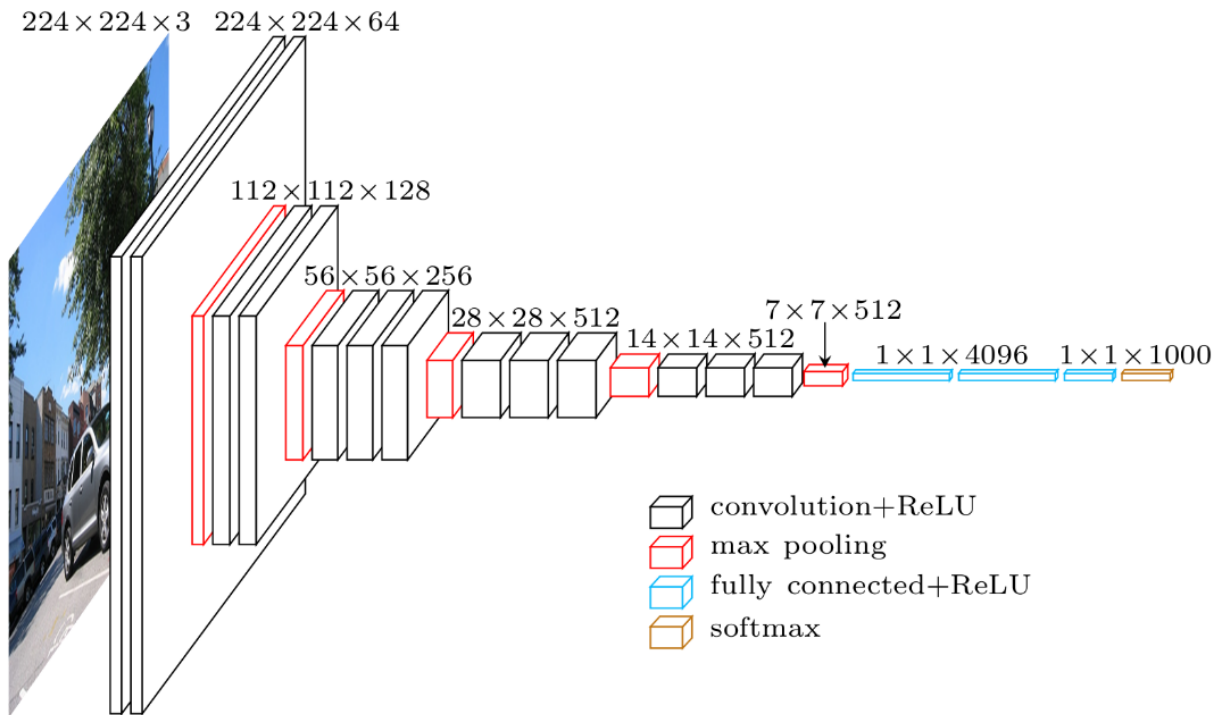 224×224×3
224×224×64
112×112×128
56×56×256
28×28×512
14×14×512
7×7×512
1×1×4096
1×1×1000
convolution+ReLU
max pooling
fully connected+ReLU
softmax